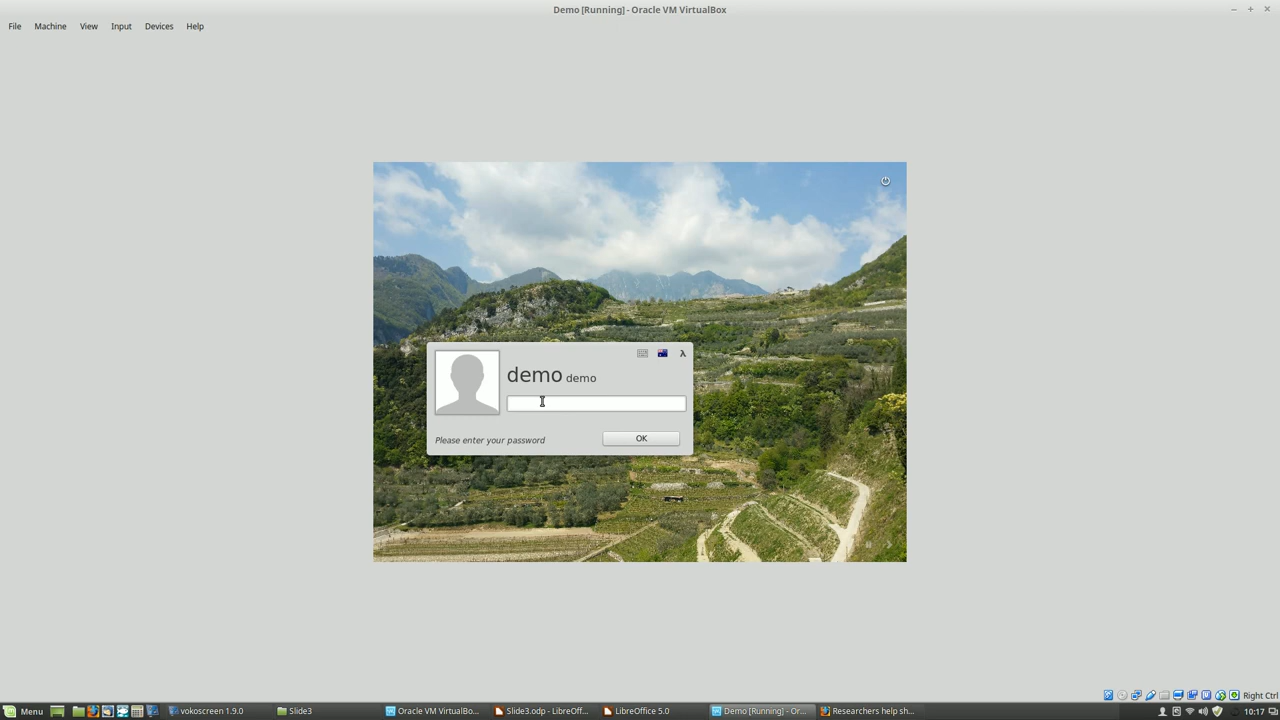 Demo [Running] - Oracle VM VirtualBox
File Machine View Input Devices Help
demo demo
Please enter your password
OK
Right Ctrl
Menu vokoscreen 1.9.0 Slide3 Oracle VM VirtualBo... Slide3.odp - LibreOff... LibreOffice 5.0 Demo [Running] - Or... Researchers help sh... 10:17